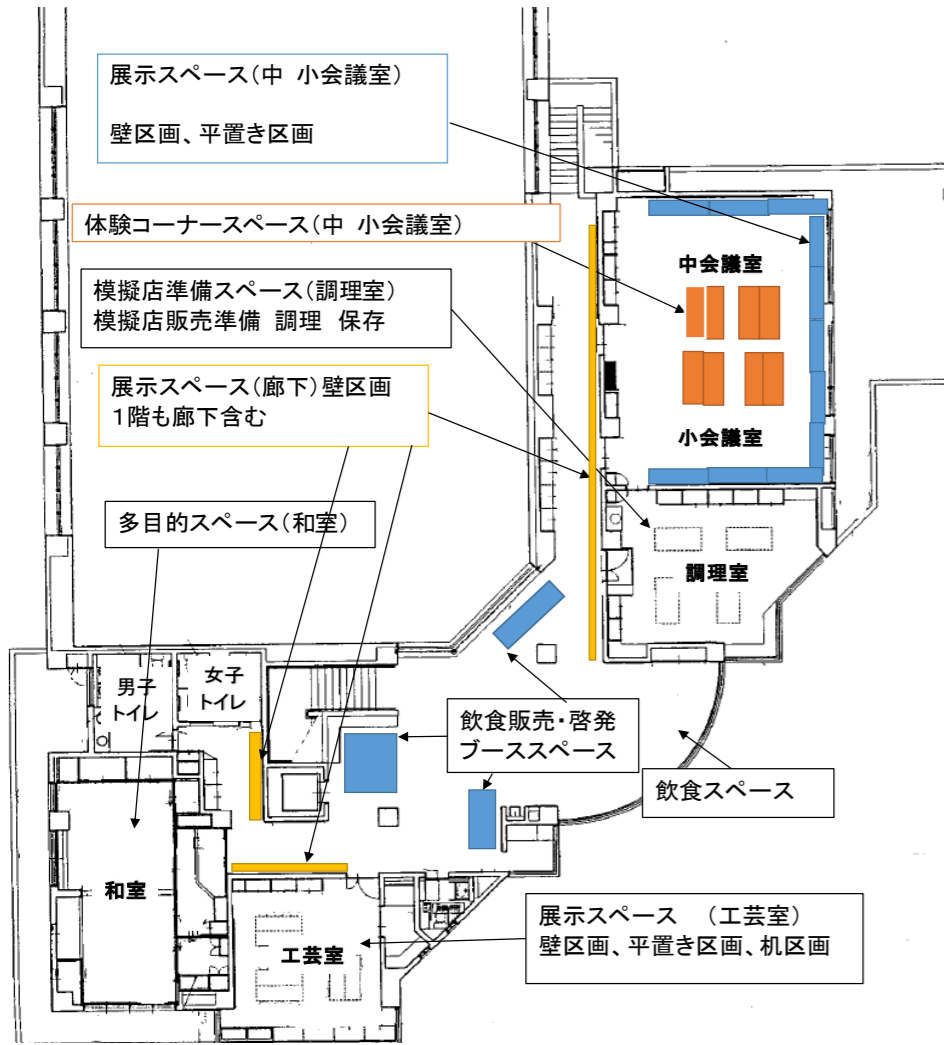 展示スペース（中　小会議室）
壁区画、平置き区画
体験コーナースペース（中　小会議室）
中会議室
模擬店準備スペース（調理室）
模擬店販売準備　調理　保存
展示スペース（廊下）壁区画
１階も廊下含む
小会議室
多目的スペース（和室）
調理室
男子
トイレ
女子
トイレ
飲食販売・啓発
ブーススペース
飲食スペース
和室
工芸室
展示スペース　（工芸室）
壁区画、平置き区画、机区画